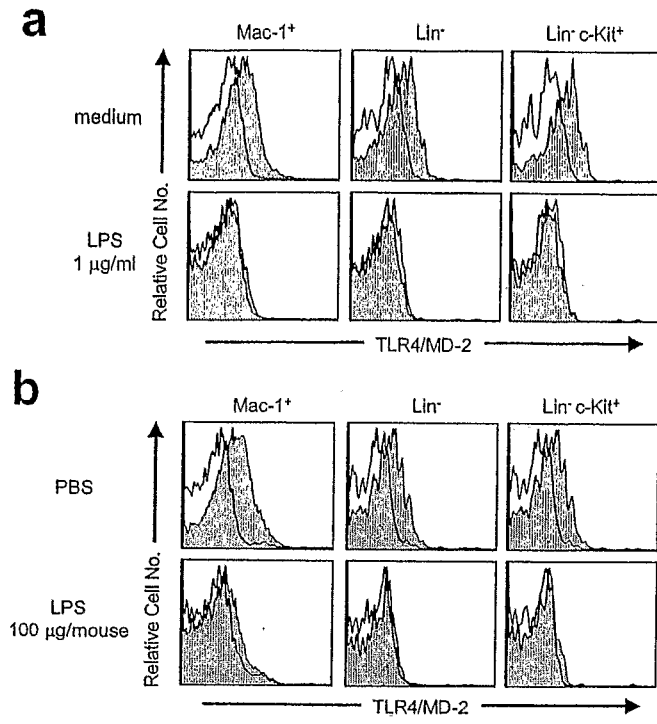 a
Mac-1⁺
Lin⁻
Lin⁻ c-Kit⁺
medium
LPS
1 µg/ml
Relative Cell No.
TLR4/MD-2
b
Mac-1⁺
Lin⁻
Lin⁻ c-Kit⁺
PBS
LPS
100 µg/mouse
Relative Cell No.
TLR4/MD-2